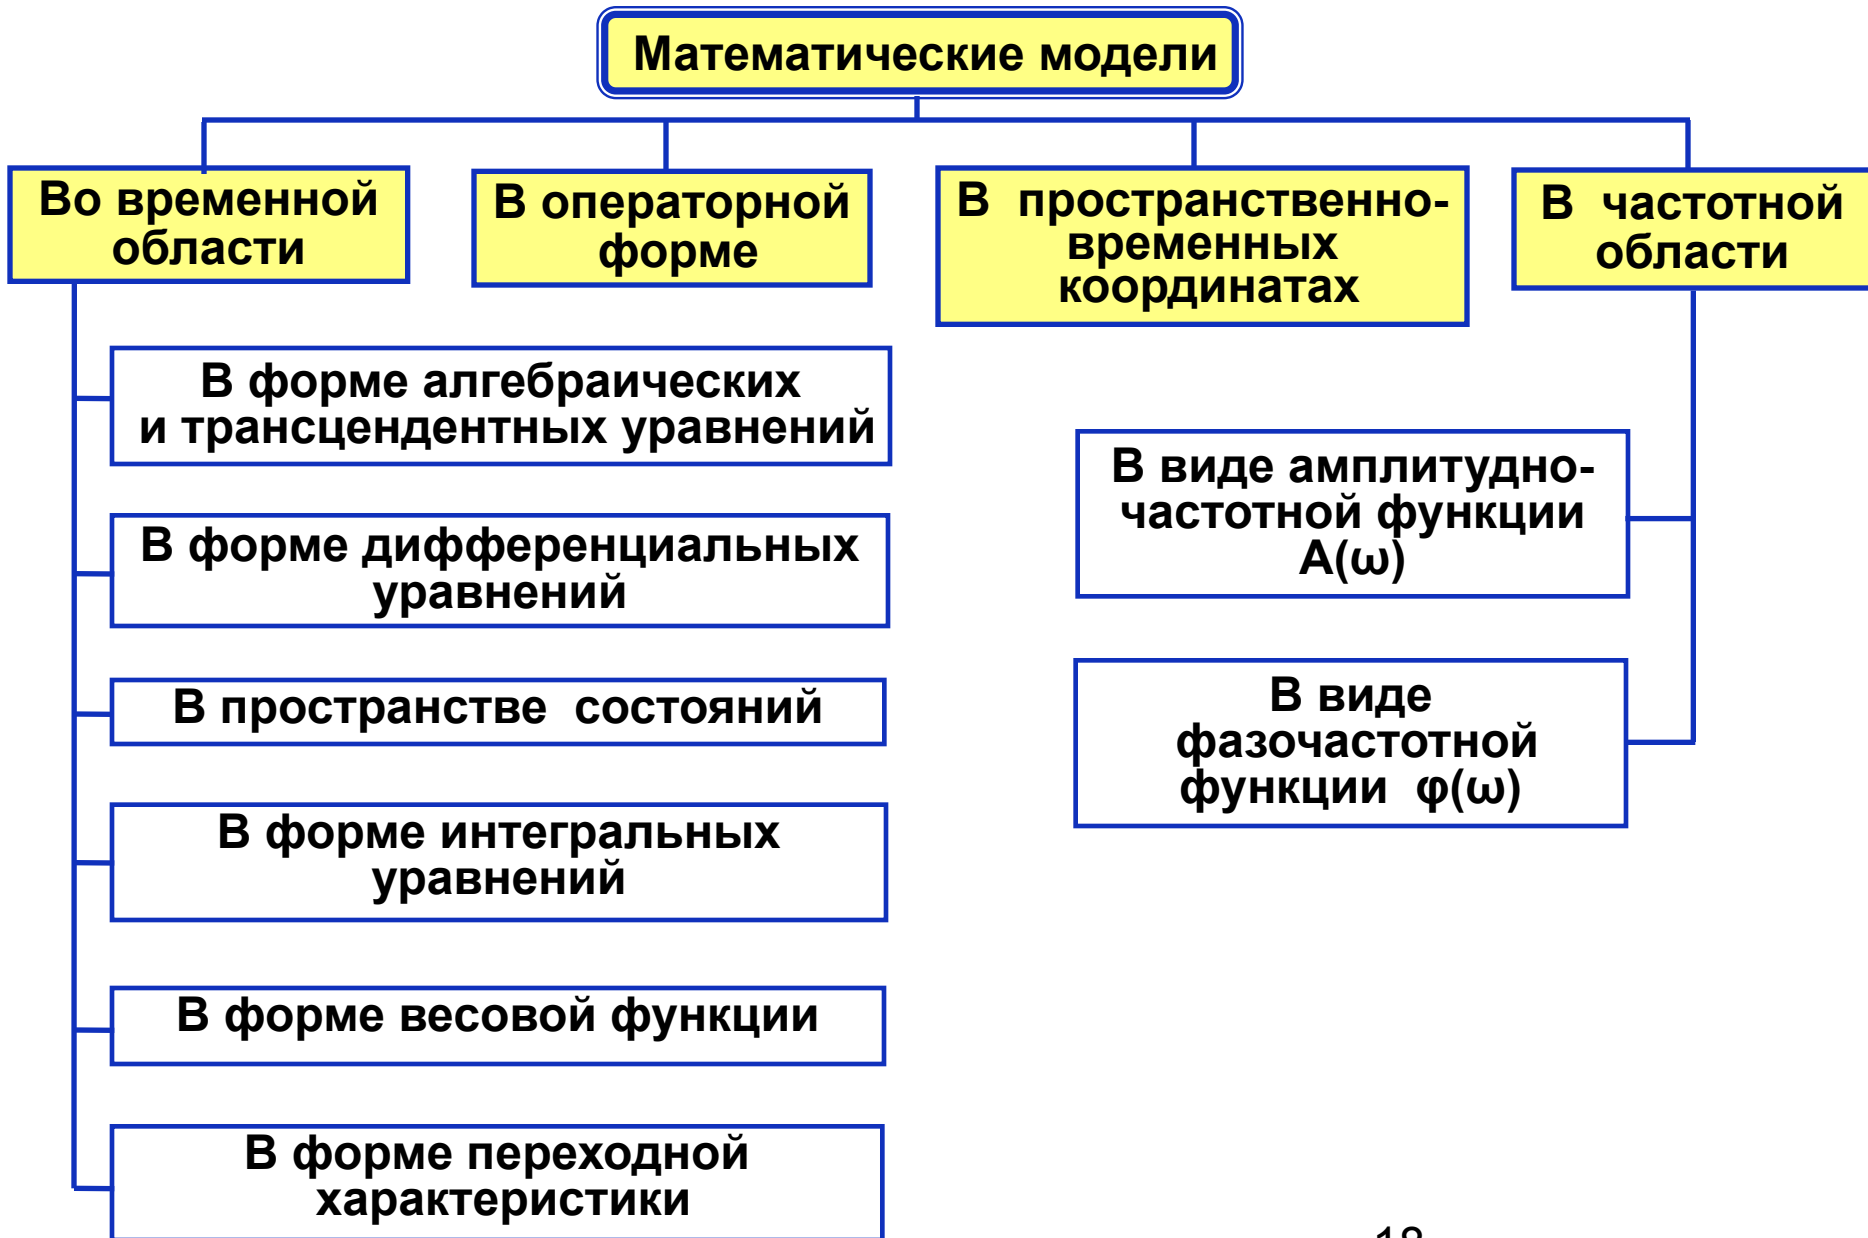 Математические модели
Во временной
области
В операторной
форме
В пространственно-
временных
координатах
В частотной
области
В форме алгебраических
и трансцендентных уравнений
В форме дифференциальных
уравнений
В пространстве состояний
В форме интегральных
уравнений
В форме весовой функции
В форме переходной
характеристики
В виде амплитудно-
частотной функции
A(ω)
В виде
фазочастотной
функции φ(ω)